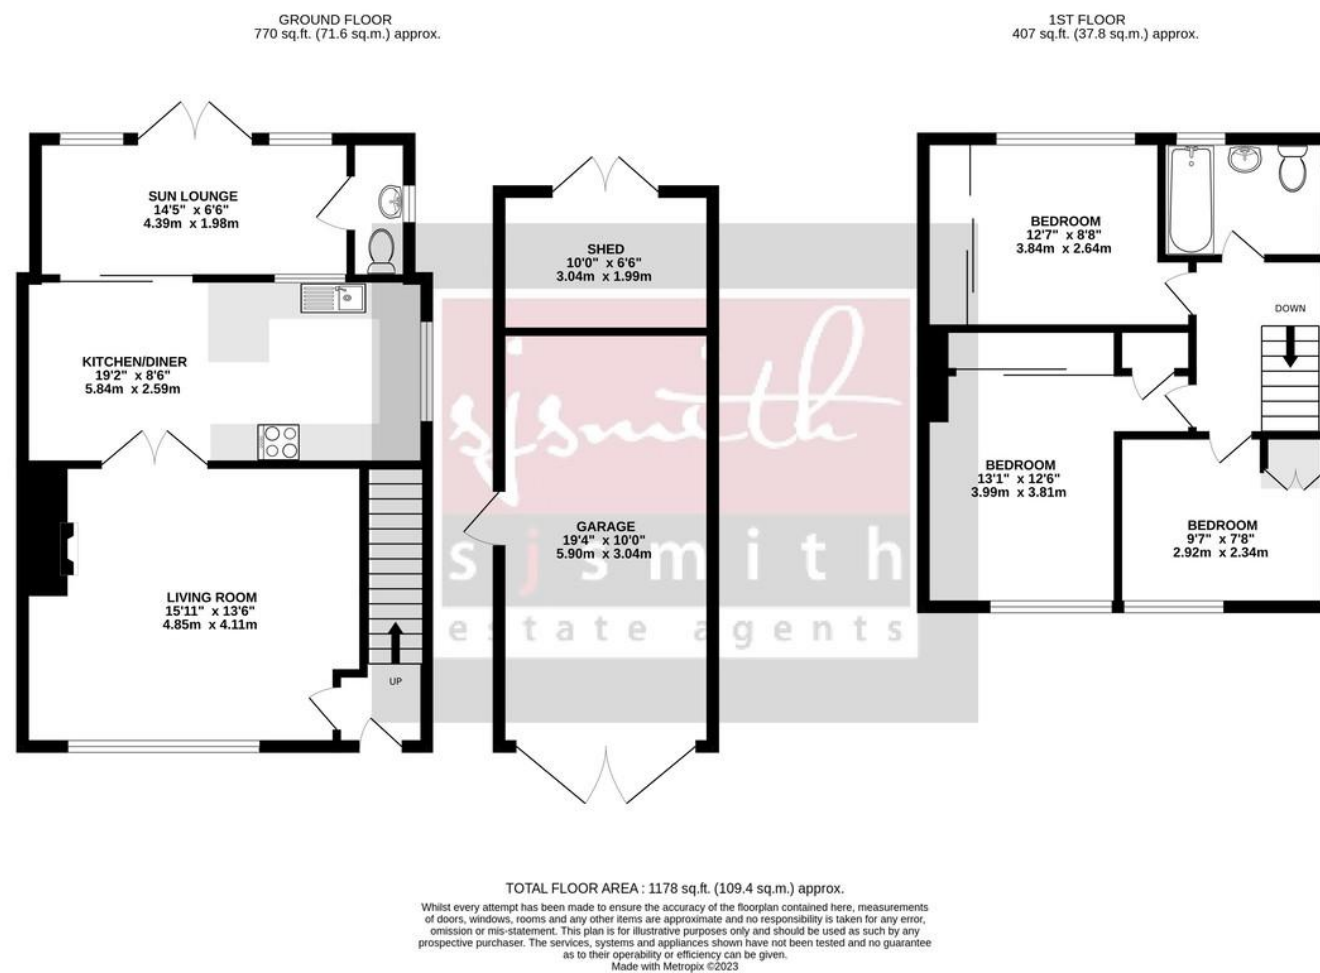 GROUND FLOOR
770 sq.ft. (71.6 sq.m.) approx.
1ST FLOOR
407 sq.ft. (37.8 sq.m.) approx.
SUN LOUNGE
14'5" x 6'6"
4.39m x 1.98m
SHED
10'0" x 6'6"
3.04m x 1.99m
BEDROOM
12'7" x 8'8"
3.84m x 2.64m
DOWN
KITCHEN/DINER
19'2" x 8'6"
5.84m x 2.59m
sjsmith
BEDROOM
13'1" x 12'6"
3.99m x 3.81m
GARAGE
19'4" x 10'0"
5.90m x 3.04m
BEDROOM
9'7" x 7'8"
2.92m x 2.34m
sjsmith
estate agents
LIVING ROOM
15'11" x 13'6"
4.85m x 4.11m
UP
TOTAL FLOOR AREA : 1178 sq.ft. (109.4 sq.m.) approx.
Whilst every attempt has been made to ensure the accuracy of the floorplan contained here, measurements
of doors, windows, rooms and any other items are approximate and no responsibility is taken for any error,
omission or mis-statement. This plan is for illustrative purposes only and should be used as such by any
prospective purchaser. The services, systems and appliances shown have not been tested and no guarantee
as to their operability or efficiency can be given.
Made with Metropix ©2023